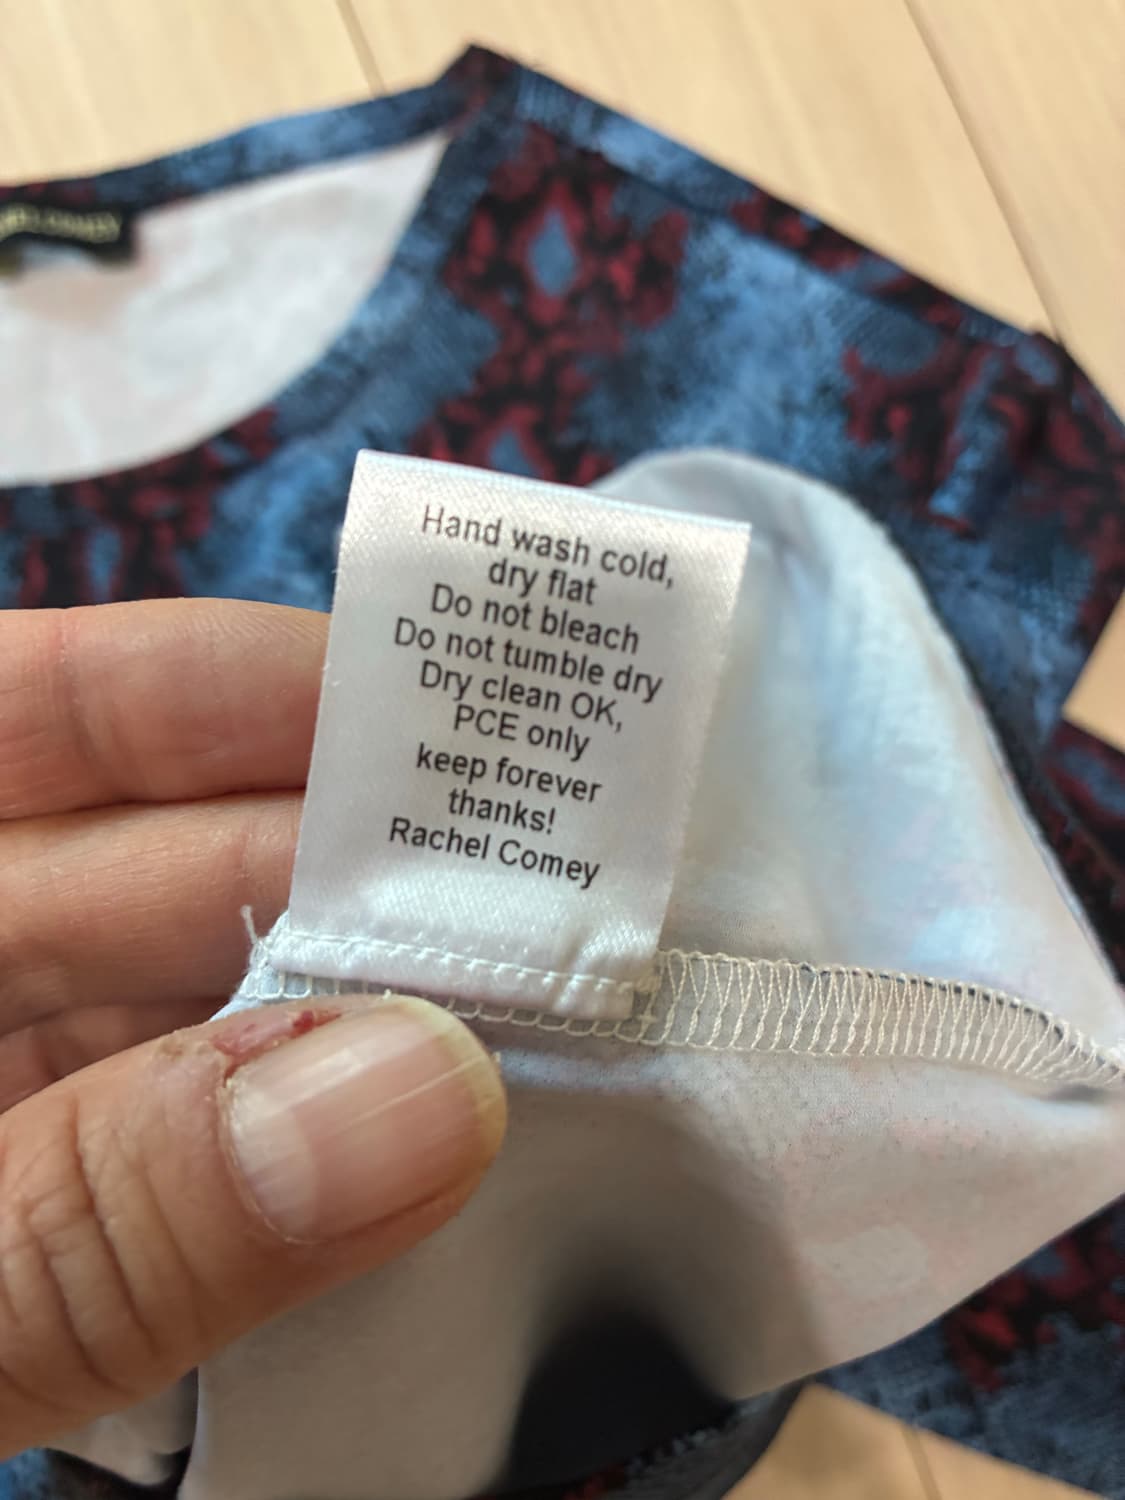 COMEY
Hand wash cold,
dry flat
Do not bleach
Do not tumble dry
Dry clean OK,
PCE only
keep forever
thanks!
Rachel Comey